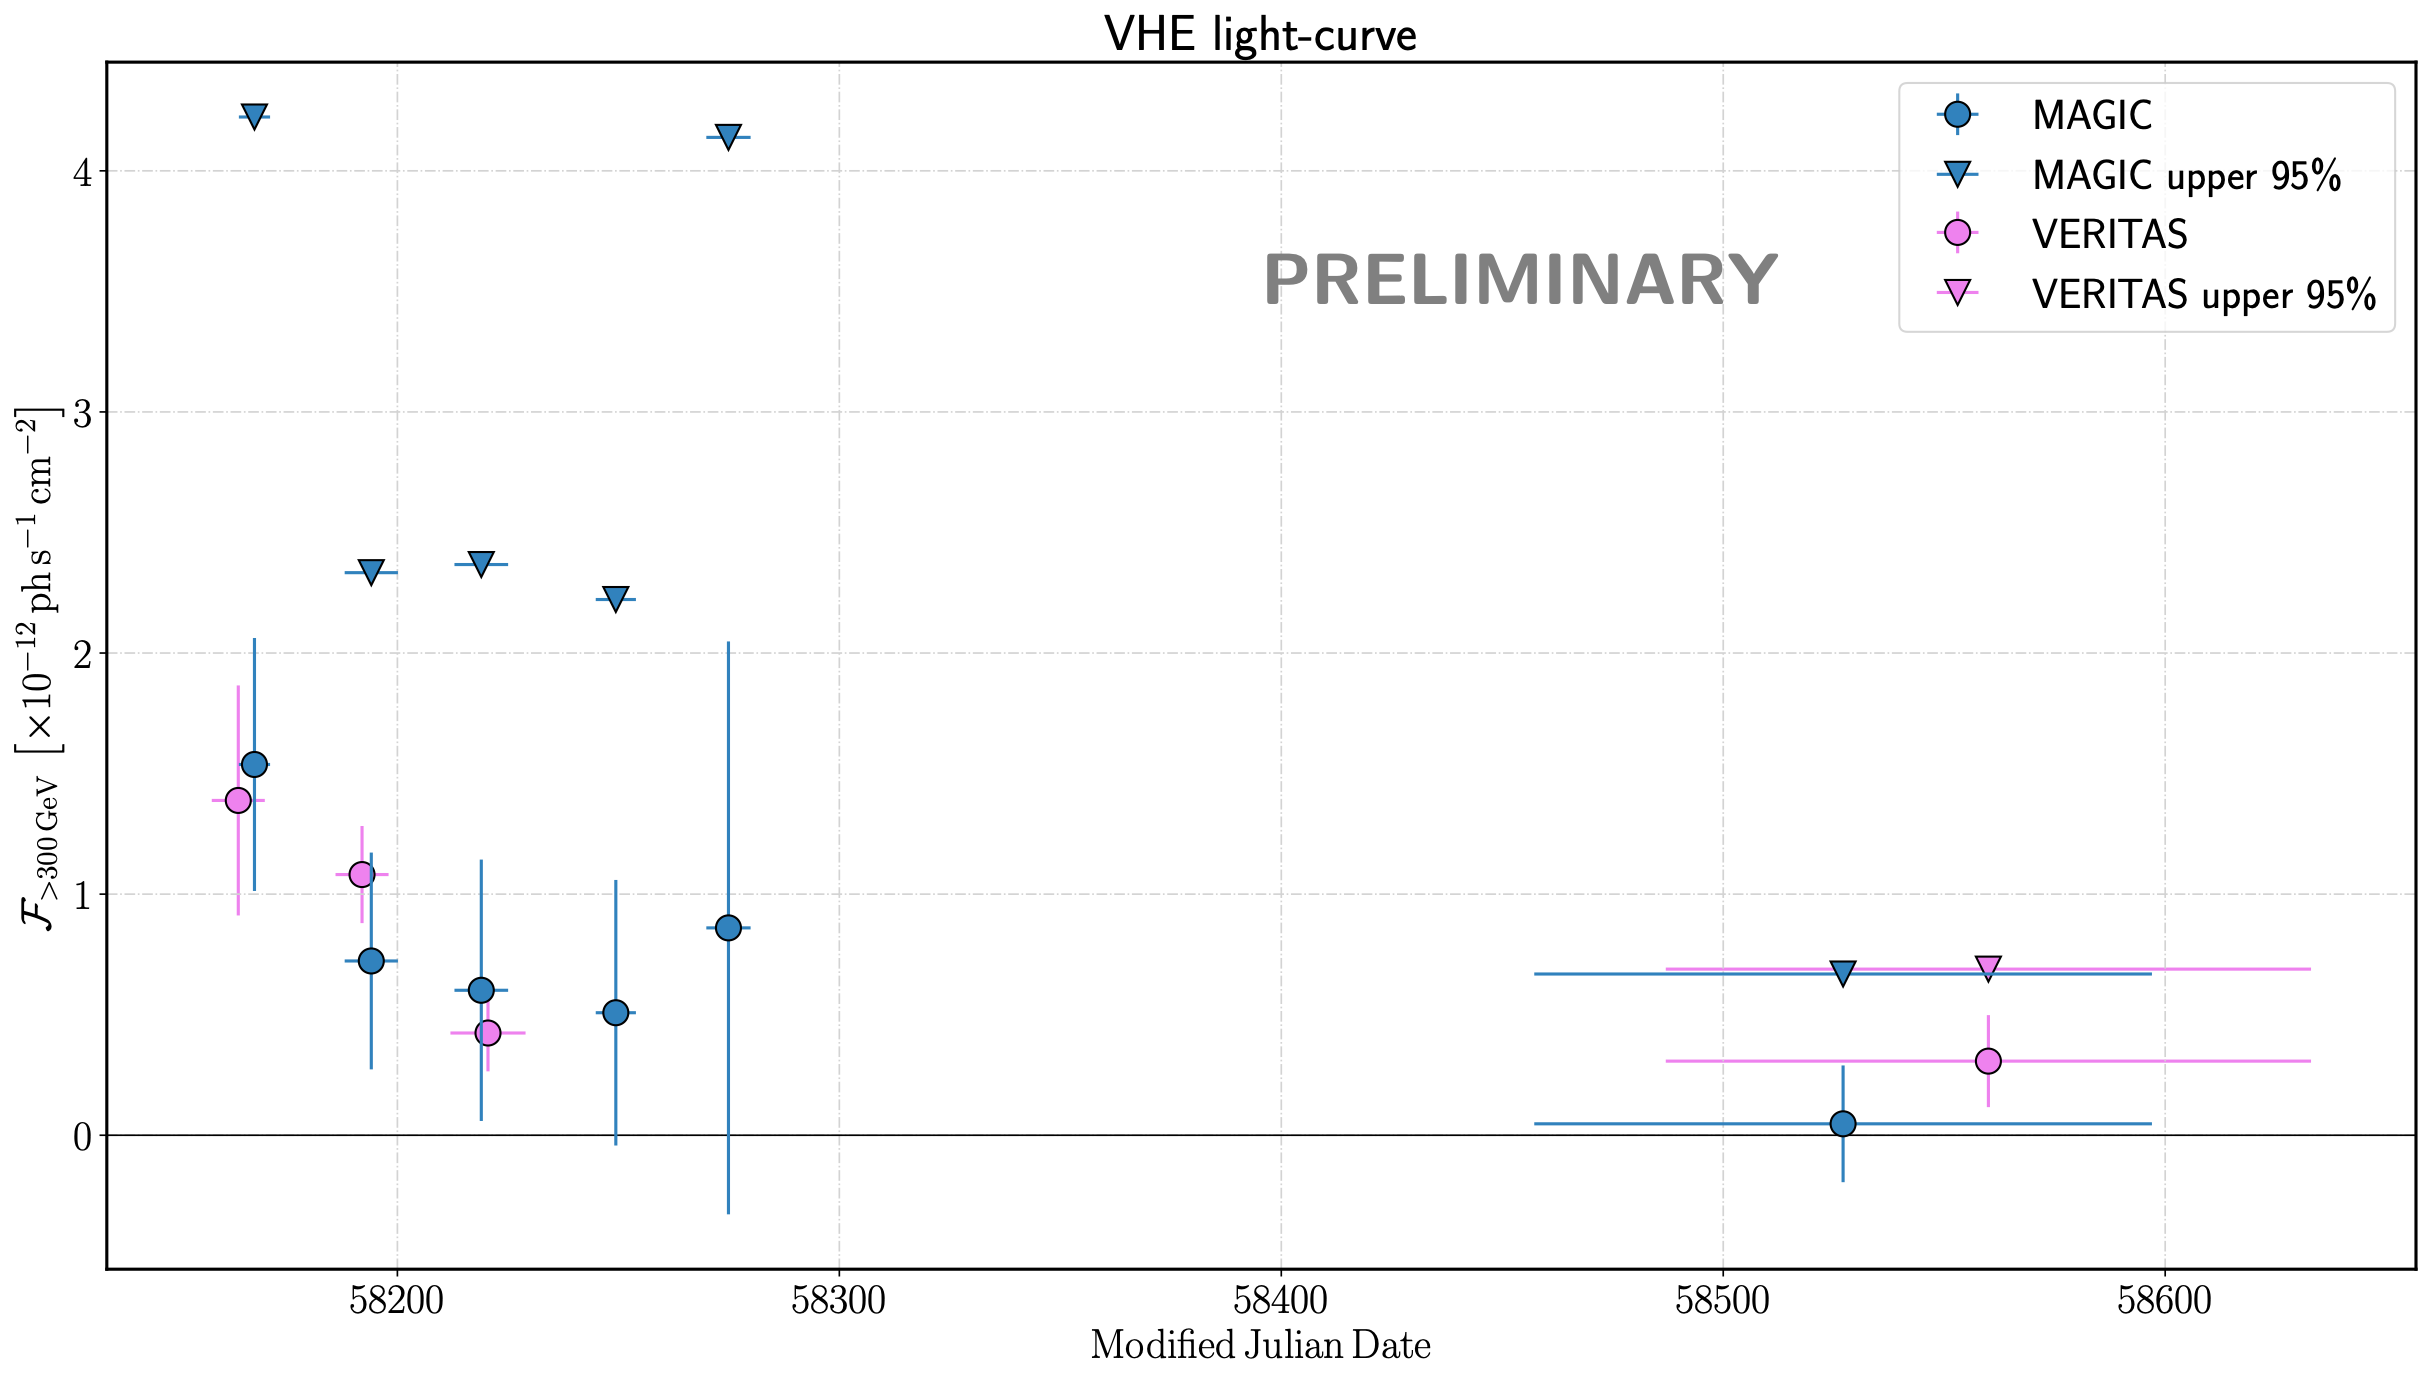 VHE light-curve
MAGIC
MAGIC upper 95%
VERITAS
VERITAS upper 95%
PRELIMINARY
4
3
2
1
0
ℱ>300 GeV [×10⁻¹² ph s⁻¹ cm⁻²]
58200 58300 58400 58500 58600
Modified Julian Date